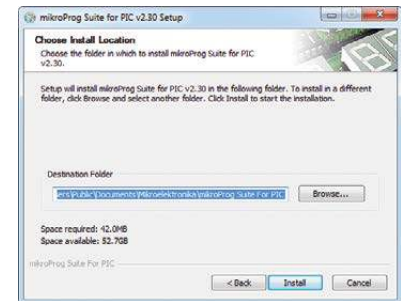 mikroProg Suite for PIC v2.30 Setup
Choose Install Location
Choose the folder in which to install mikroProg Suite for PIC
v2.30.
Setup will install mikroProg Suite for PIC v2.30 in the following folder. To install in a different
folder, click Browse and select another folder. Click Install to start the installation.
Destination Folder
ers\Public\Documents\Mikroelektronika\mikroProg Suite For PIC
Browse...
Space required: 42.0MB
Space available: 52.7GB
mikroProg Suite For PIC
< Back
Install
Cancel